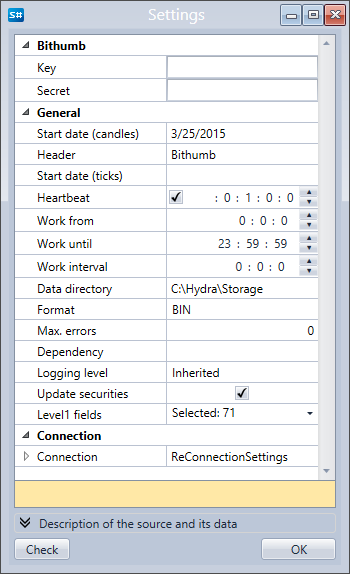 S# Settings
Bithumb
Key
Secret
General
Start date (candles) 3/25/2015
Header Bithumb
Start date (ticks)
Heartbeat : 0 : 1 : 0 : 0
Work from 0 : 0 : 0
Work until 23 : 59 : 59
Work interval 0 : 0 : 0
Data directory C:\Hydra\Storage
Format BIN
Max. errors 0
Dependency
Logging level Inherited
Update securities
Level1 fields Selected: 71
Connection
Connection ReConnectionSettings
Description of the source and its data
Check OK